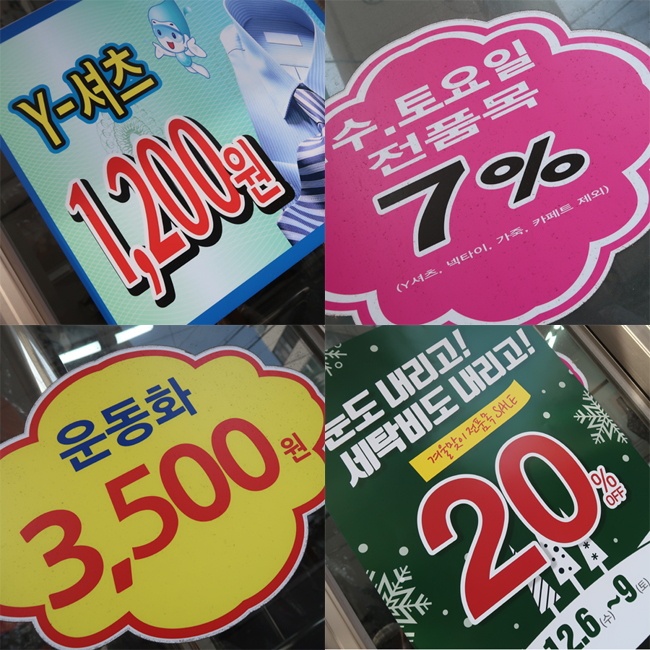 Y-셔츠
1,200원
수.토요일
전품목
7%
(Y셔츠, 넥타이, 가죽, 카페트 제외)
운동화
3,500원
눈도 내리고!
세탁비도 내리고!
겨울맞이 전품목 SALE
20% OFF
12.6(수)~9(토)